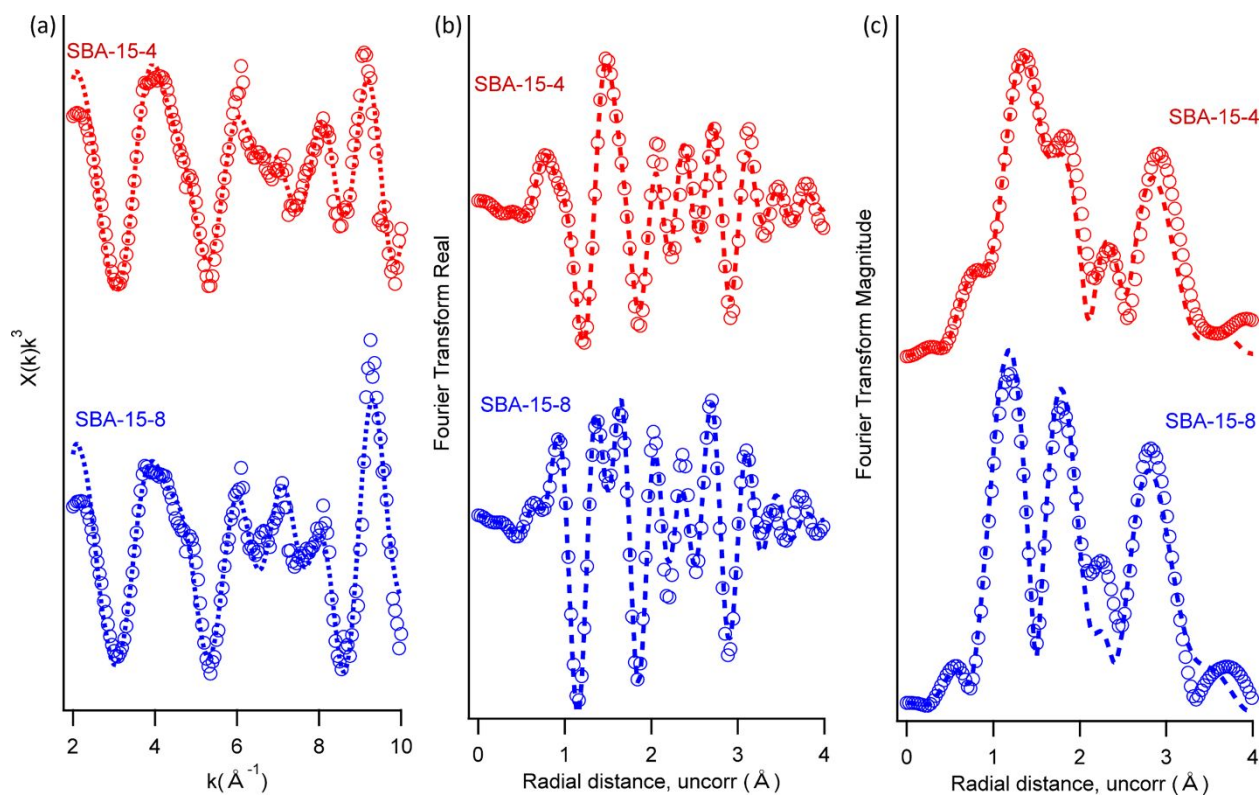 (a)
SBA-15-4
SBA-15-8
X(k)k³
2 4 6 8 10
k(Å⁻¹)
(b)
SBA-15-4
SBA-15-8
Fourier Transform Real
0 1 2 3 4
Radial distance, uncorr (Å)
(c)
SBA-15-4
SBA-15-8
Fourier Transform Magnitude
0 1 2 3 4
Radial distance, uncorr (Å)